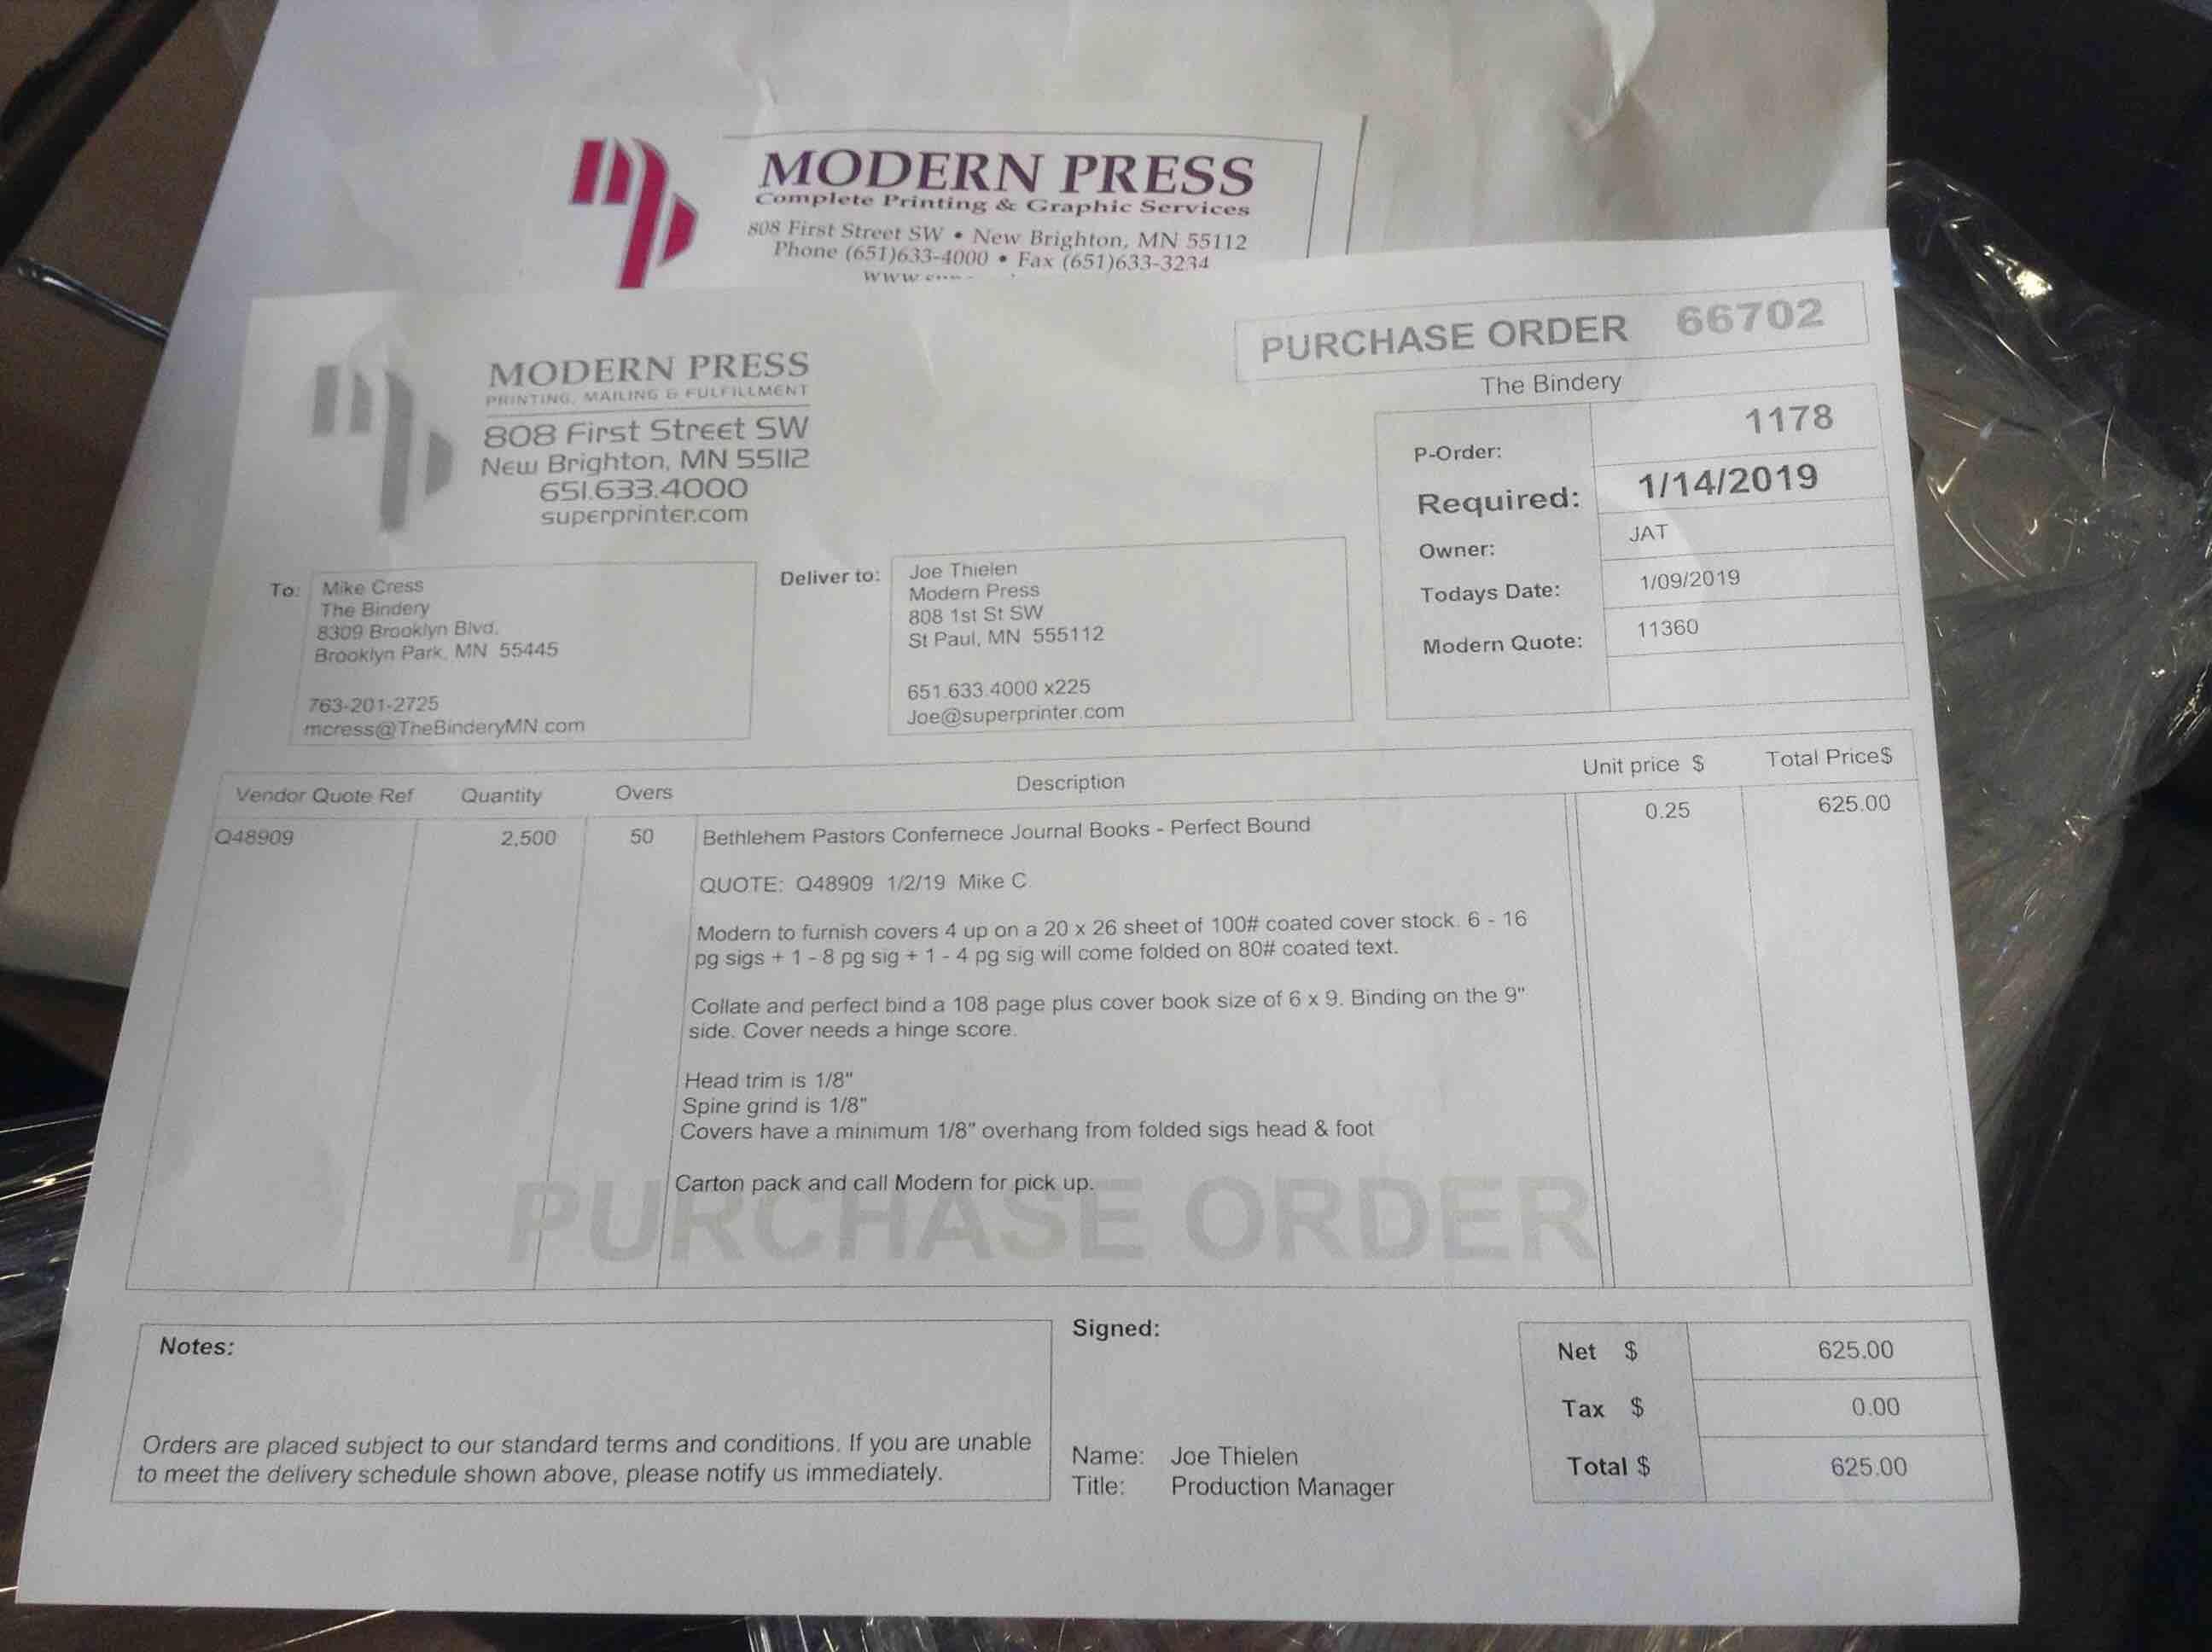 MODERN PRESS
Complete Printing & Graphic Services
808 First Street SW • New Brighton, MN 55112
Phone (651)633-4000 • Fax (651)633-3234
www
PURCHASE ORDER 66702
The Bindery
MODERN PRESS
PRINTING, MAILING & FULFILLMENT
808 First Street SW
New Brighton, MN 55112
651.633.4000
superprinter.com
P-Order: 1178
Required: 1/14/2019
Owner: JAT
Todays Date: 1/09/2019
Modern Quote: 11360
To: Mike Cress
The Bindery
8309 Brooklyn Blvd.
Brooklyn Park, MN 55445
763-201-2725
mcress@TheBinderyMN.com
Deliver to: Joe Thielen
Modern Press
808 1st St SW
St Paul, MN 555112
651.633.4000 x225
Joe@superprinter.com
Vendor Quote Ref Quantity Overs Description Unit price $ Total Price$
Q48909 2,500 50 Bethlehem Pastors Confernece Journal Books - Perfect Bound 0.25 625.00
QUOTE: Q48909 1/2/19 Mike C
Modern to furnish covers 4 up on a 20 x 26 sheet of 100# coated cover stock. 6 - 16
pg sigs + 1 - 8 pg sig + 1 - 4 pg sig will come folded on 80# coated text.
Collate and perfect bind a 108 page plus cover book size of 6 x 9. Binding on the 9"
side. Cover needs a hinge score.
Head trim is 1/8"
Spine grind is 1/8"
Covers have a minimum 1/8" overhang from folded sigs head & foot
Carton pack and call Modern for pick up.
PURCHASE ORDER
Notes:
Orders are placed subject to our standard terms and conditions. If you are unable
to meet the delivery schedule shown above, please notify us immediately.
Signed:
Name: Joe Thielen
Title: Production Manager
Net $ 625.00
Tax $ 0.00
Total $ 625.00